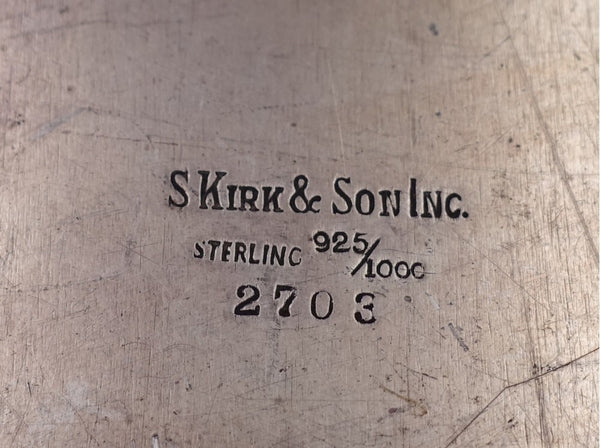 S KIRK & SON INC.
STERLING 925/1000
2703